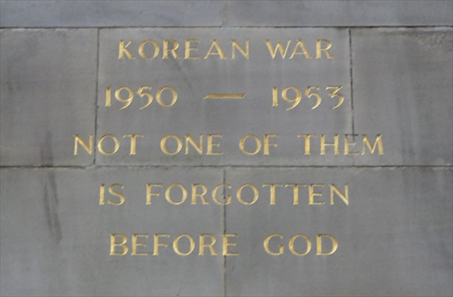 KOREAN WAR
1950 — 1953
NOT ONE OF THEM
IS FORGOTTEN
BEFORE GOD